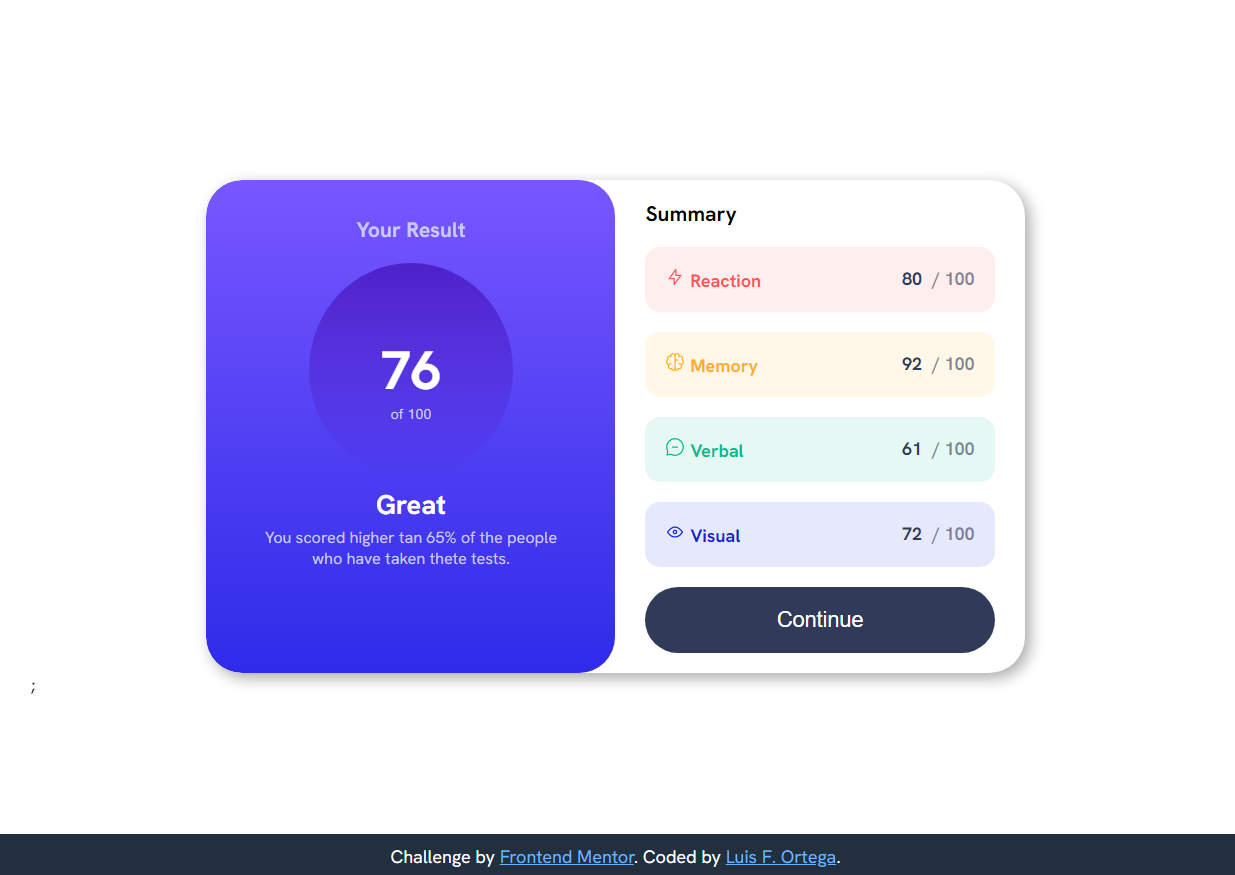 Your Result
76
of 100
Great
You scored higher tan 65% of the people
who have taken thete tests.
Summary
Reaction 80 / 100
Memory 92 / 100
Verbal 61 / 100
Visual 72 / 100
Continue
;
Challenge by Frontend Mentor. Coded by Luis F. Ortega.